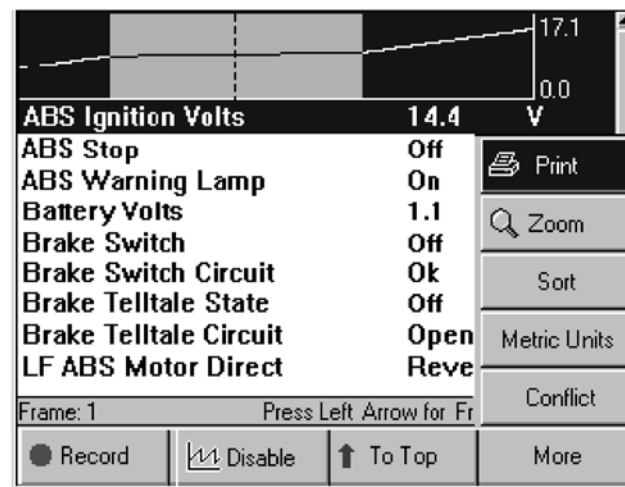 17.1
0.0
ABS Ignition Volts 14.4 V
ABS Stop Off
ABS Warning Lamp On
Battery Volts 1.1
Brake Switch Off
Brake Switch Circuit Ok
Brake Telltale State Off
Brake Telltale Circuit Open
LF ABS Motor Direct Reve
Print
Zoom
Sort
Metric Units
Conflict
Frame: 1 Press Left Arrow for Fr
Record Disable To Top More